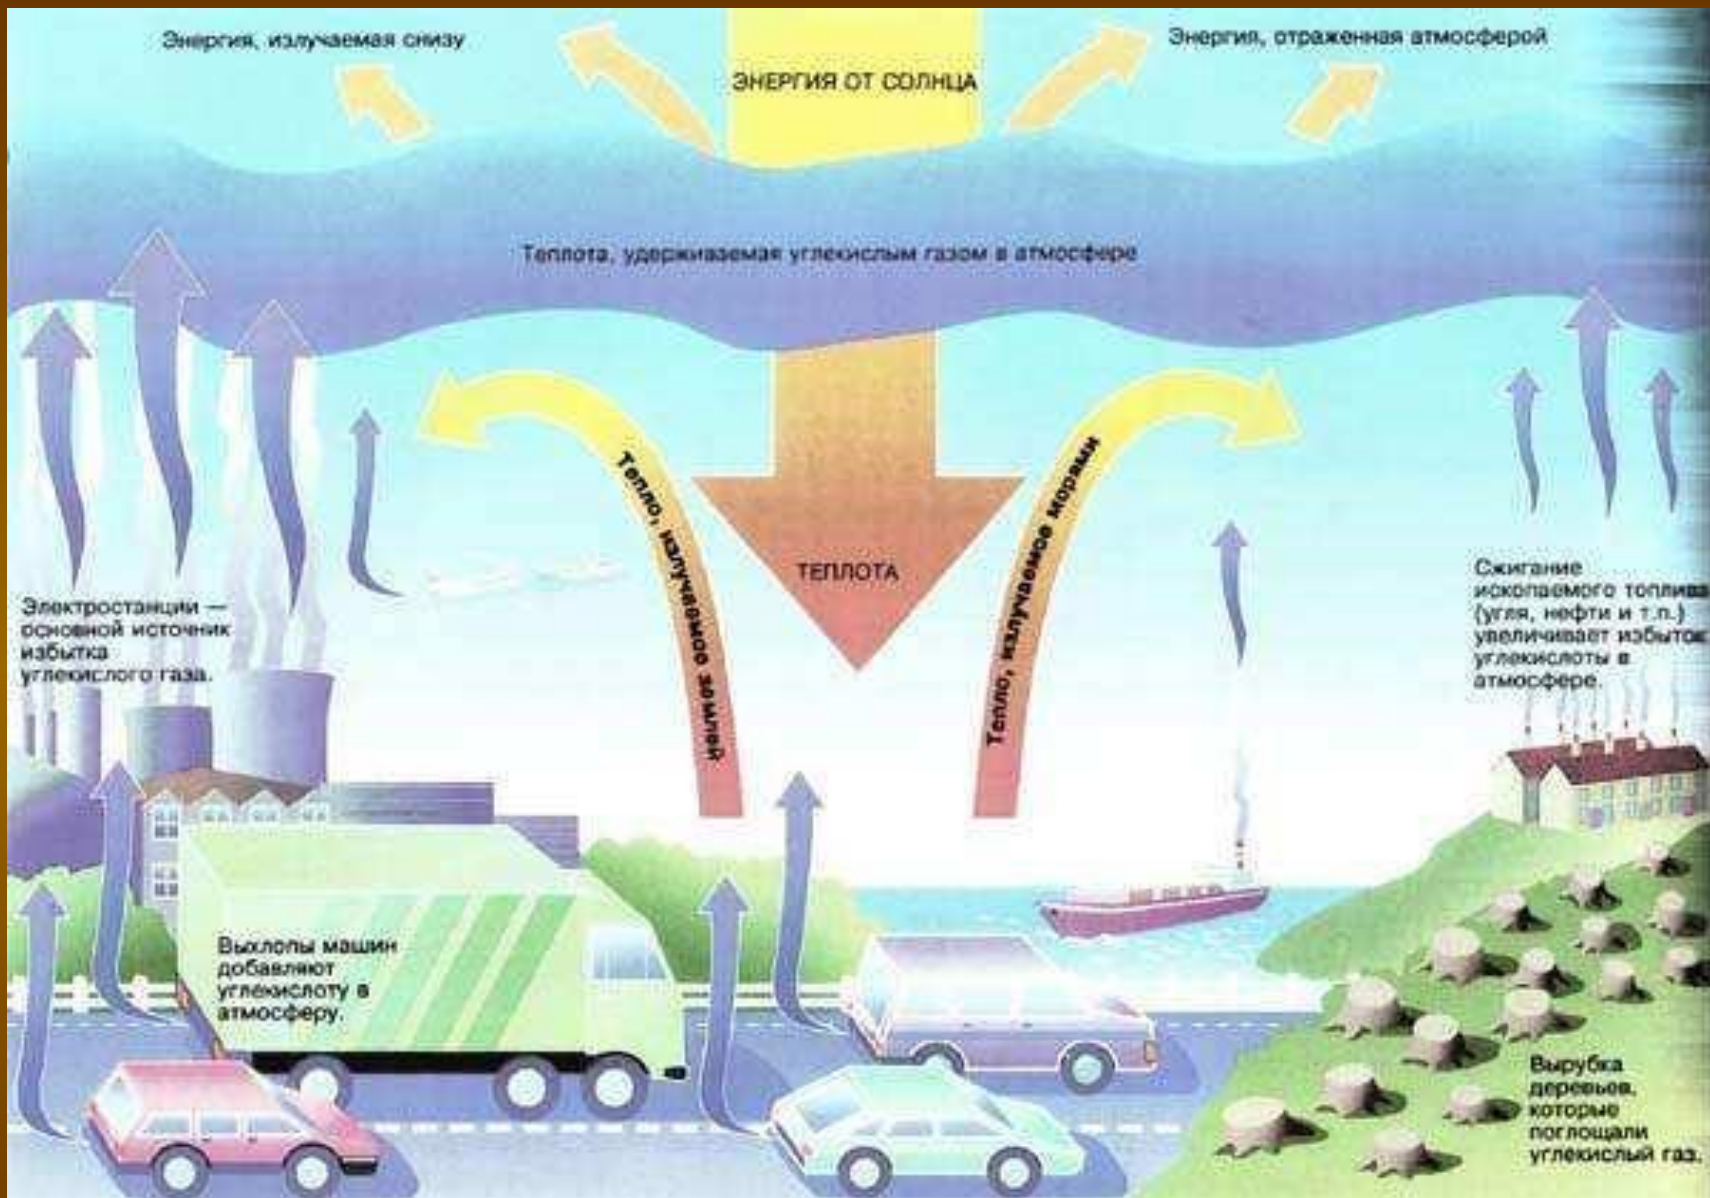 Энергия, излучаемая снизу
ЭНЕРГИЯ ОТ СОЛНЦА
Энергия, отраженная атмосферой
Теплота, удерживаемая углекислым газом в атмосфере
Тепло, излучаемое землей
ТЕПЛОТА
Тепло, излучаемое морами
Электростанции —
основной источник
избытка
углекислого газа.
Сжигание
ископаемого топлива
(угля, нефти и т.п.)
увеличивает избыток
углекислоты в
атмосфере.
Выхлопы машин
добавляют
углекислоту в
атмосферу.
Вырубка
деревьев,
которые
поглощали
углекислый газ.